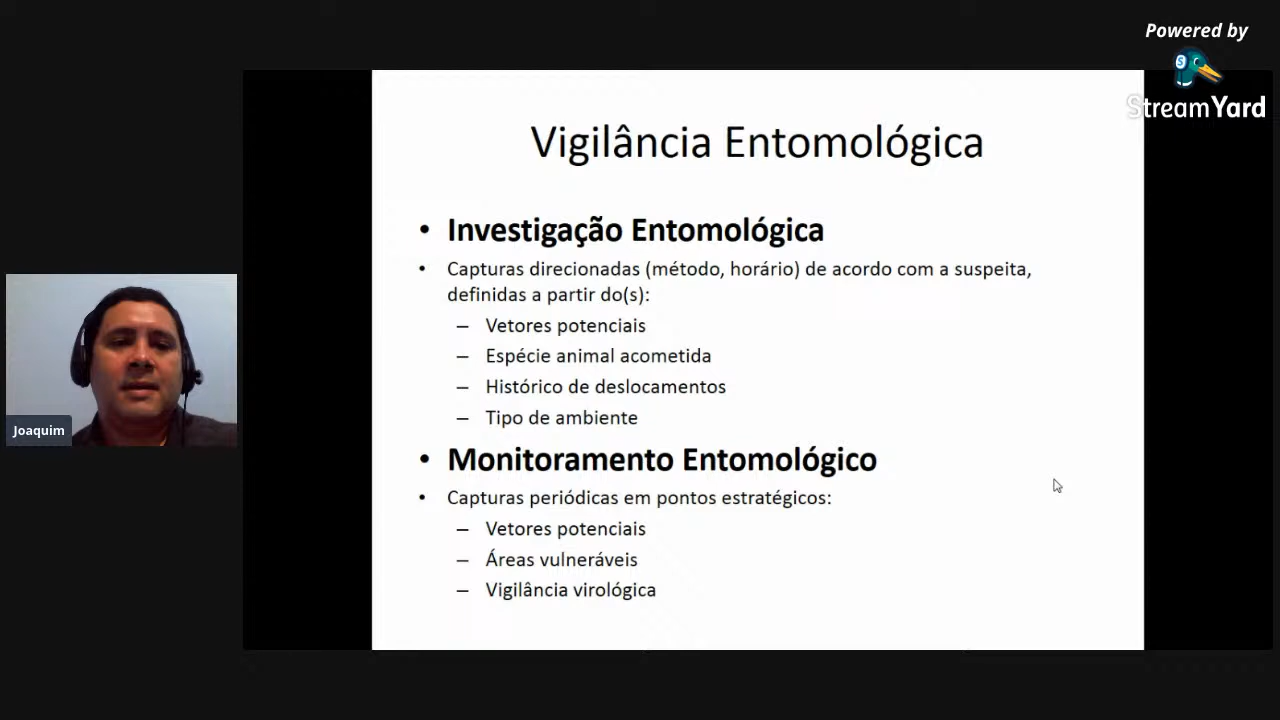 Powered by
StreamYard
Vigilância Entomológica
• Investigação Entomológica
• Capturas direcionadas (método, horário) de acordo com a suspeita,
definidas a partir do(s):
– Vetores potenciais
– Espécie animal acometida
– Histórico de deslocamentos
– Tipo de ambiente
• Monitoramento Entomológico
• Capturas periódicas em pontos estratégicos:
– Vetores potenciais
– Áreas vulneráveis
– Vigilância virológica
Joaquim